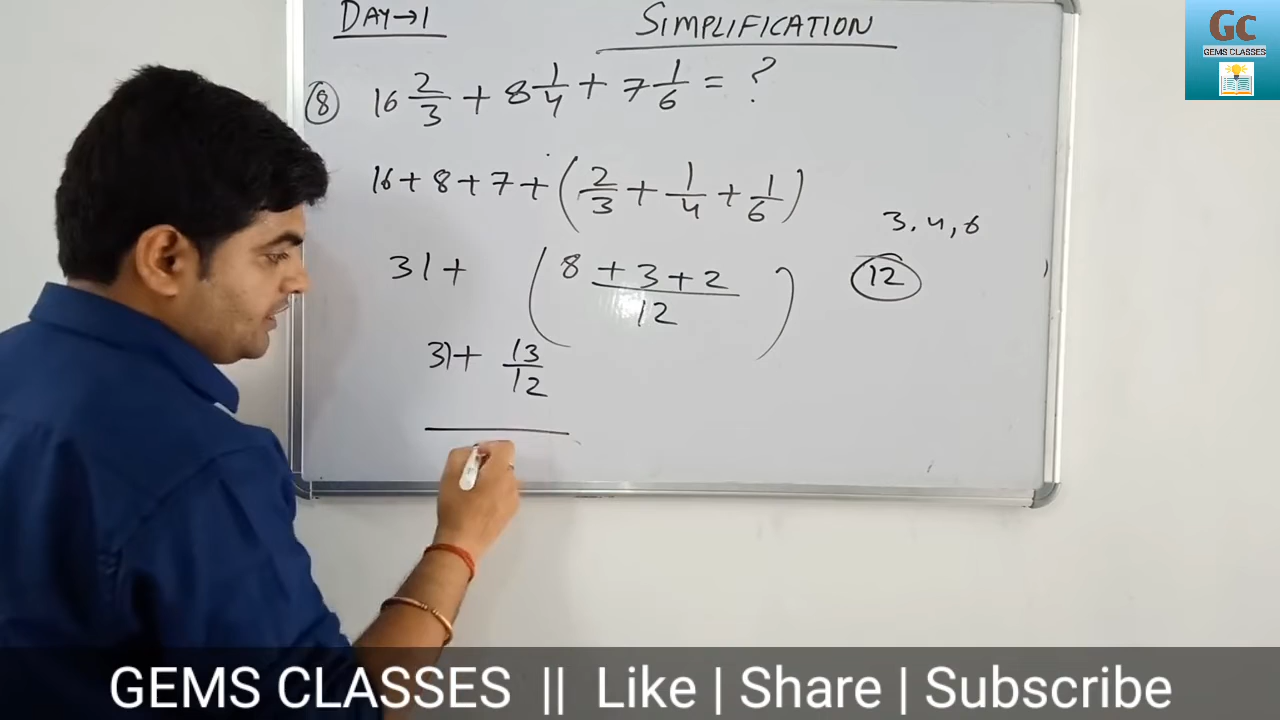 DAY→1
SIMPLIFICATION
GC
GEMS CLASSES
(8) 16 2/3 + 8 1/4 + 7 1/6 = ?
16 + 8 + 7 + (2/3 + 1/4 + 1/6)
3, 4, 6
31 + (8 + 3 + 2 / 12)
12
31 + 13/12
GEMS CLASSES || Like | Share | Subscribe